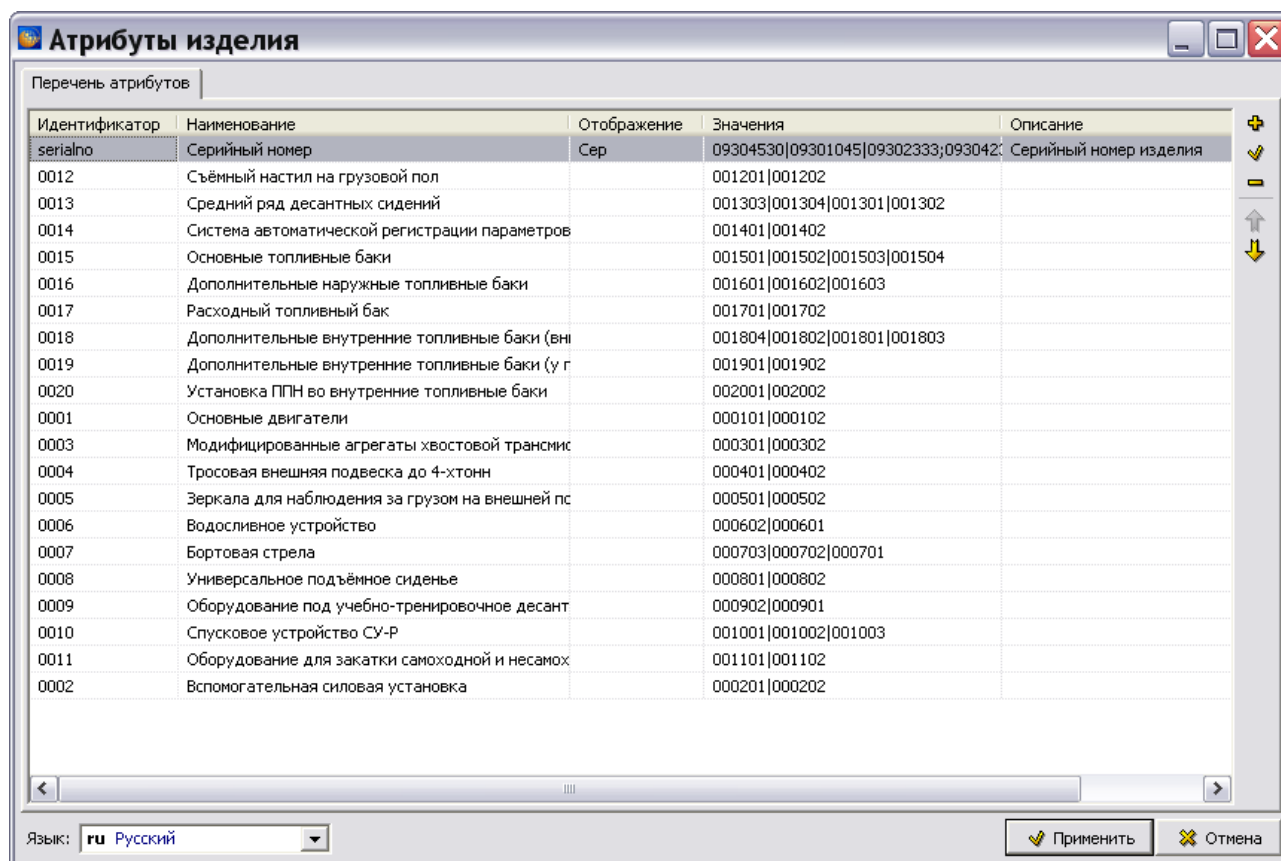 Атрибуты изделия
Перечень атрибутов
Идентификатор Наименование Отображение Значения Описание
serialno Серийный номер Сер 09304530|09301045|09302333;093042 Серийный номер изделия
0012 Съёмный настил на грузовой пол 001201|001202
0013 Средний ряд десантных сидений 001303|001304|001301|001302
0014 Система автоматической регистрации параметров 001401|001402
0015 Основные топливные баки 001501|001502|001503|001504
0016 Дополнительные наружные топливные баки 001601|001602|001603
0017 Расходный топливный бак 001701|001702
0018 Дополнительные внутренние топливные баки (вн 001804|001802|001801|001803
0019 Дополнительные внутренние топливные баки (у г 001901|001902
0020 Установка ППН во внутренние топливные баки 002001|002002
0001 Основные двигатели 000101|000102
0003 Модифицированные агрегаты хвостовой трансмис 000301|000302
0004 Тросовая внешняя подвеска до 4-хтонн 000401|000402
0005 Зеркала для наблюдения за грузом на внешней по 000501|000502
0006 Водосливное устройство 000602|000601
0007 Бортовая стрела 000703|000702|000701
0008 Универсальное подъёмное сиденье 000801|000802
0009 Оборудование под учебно-тренировочное десант 000902|000901
0010 Спусковое устройство СУ-Р 001001|001002|001003
0011 Оборудование для закатки самоходной и несамох 001101|001102
0002 Вспомогательная силовая установка 000201|000202
Язык: ru Русский Применить Отмена